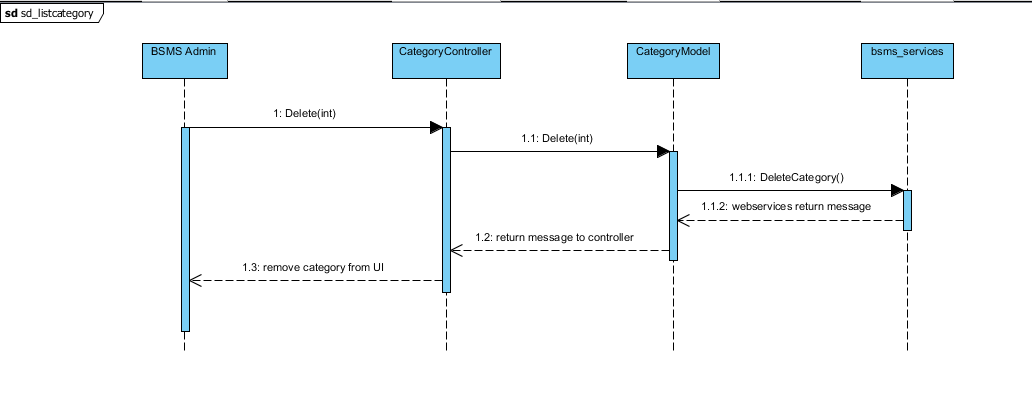 sd sd_listcategory
BSMS Admin
CategoryController
CategoryModel
bsms_services
1: Delete(int)
1.1: Delete(int)
1.1.1: DeleteCategory()
1.1.2: webservices return message
1.2: return message to controller
1.3: remove category from UI